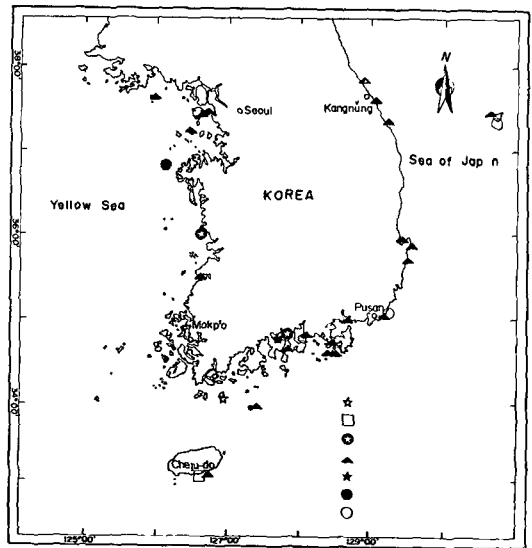 N
38°00'
Seoul
Kangnŭng
Sea of Jap n
KOREA
Yellow Sea
36°00'
Pusan
Mokp'o
34°00'
Cheju-do
125°00'
127°00'
129°00'